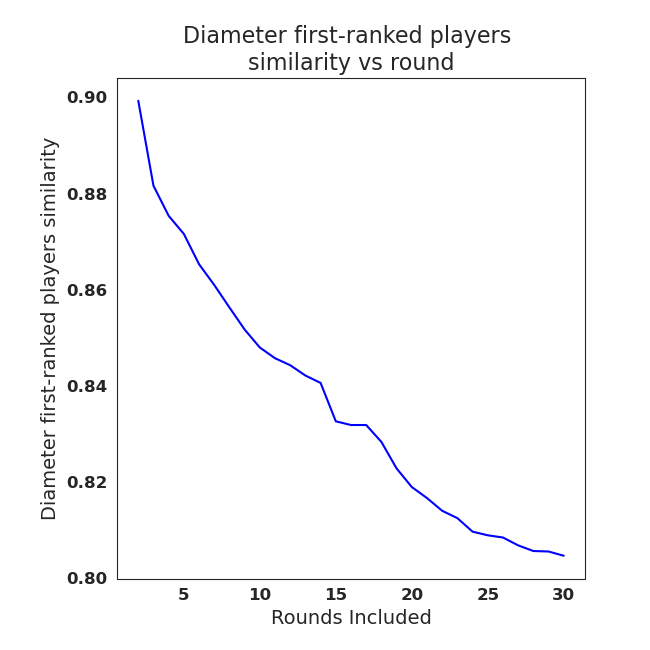 Diameter first-ranked players
similarity vs round
Diameter first-ranked players similarity
0.90
0.88
0.86
0.84
0.82
0.80
5 10 15 20 25 30
Rounds Included